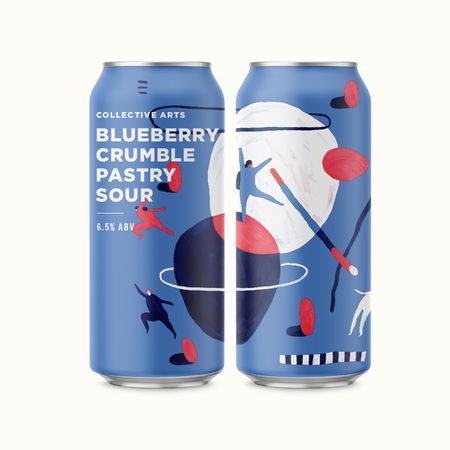 COLLECTIVE ARTS
BLUEBERRY
CRUMBLE
PASTRY
SOUR
6.5% ABV